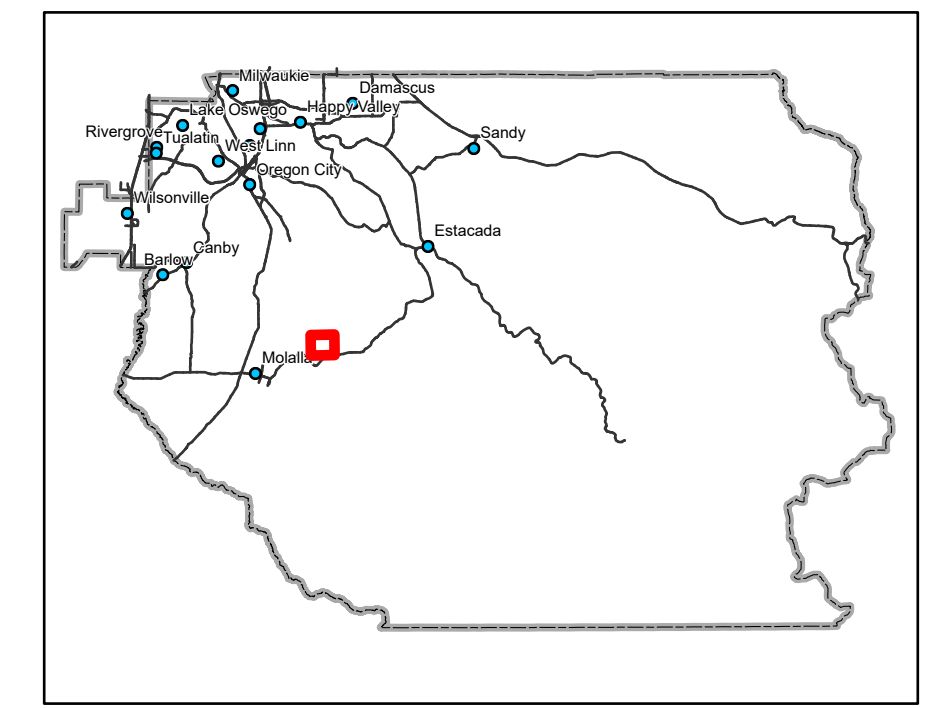 Milwaukie
Damascus
Lake Oswego
Happy Valley
Rivergrove
Tualatin
West Linn
Sandy
Oregon City
Wilsonville
Estacada
Canby
Barlow
Molalla